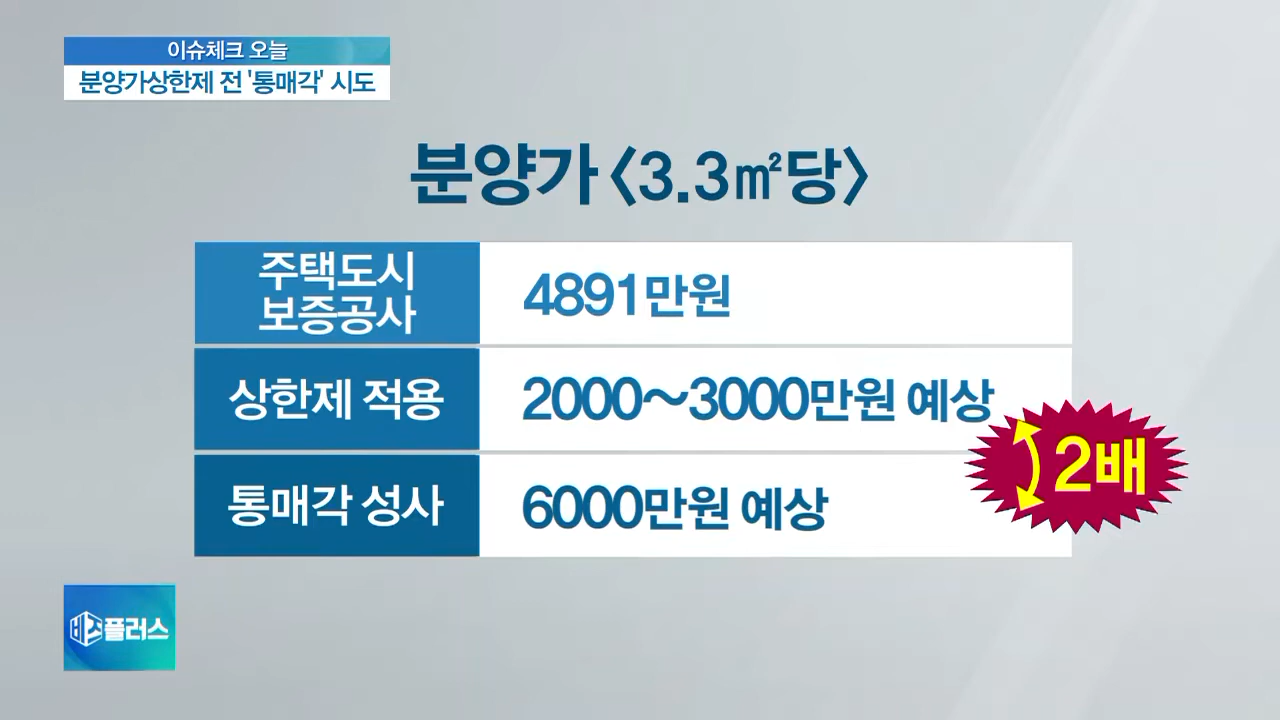 이슈체크 오늘
분양가상한제 전 '통매각' 시도
분양가〈3.3㎡당〉
주택도시
보증공사
4891만원
상한제 적용
2000~3000만원 예상
2배
통매각 성사
6000만원 예상
비즈플러스